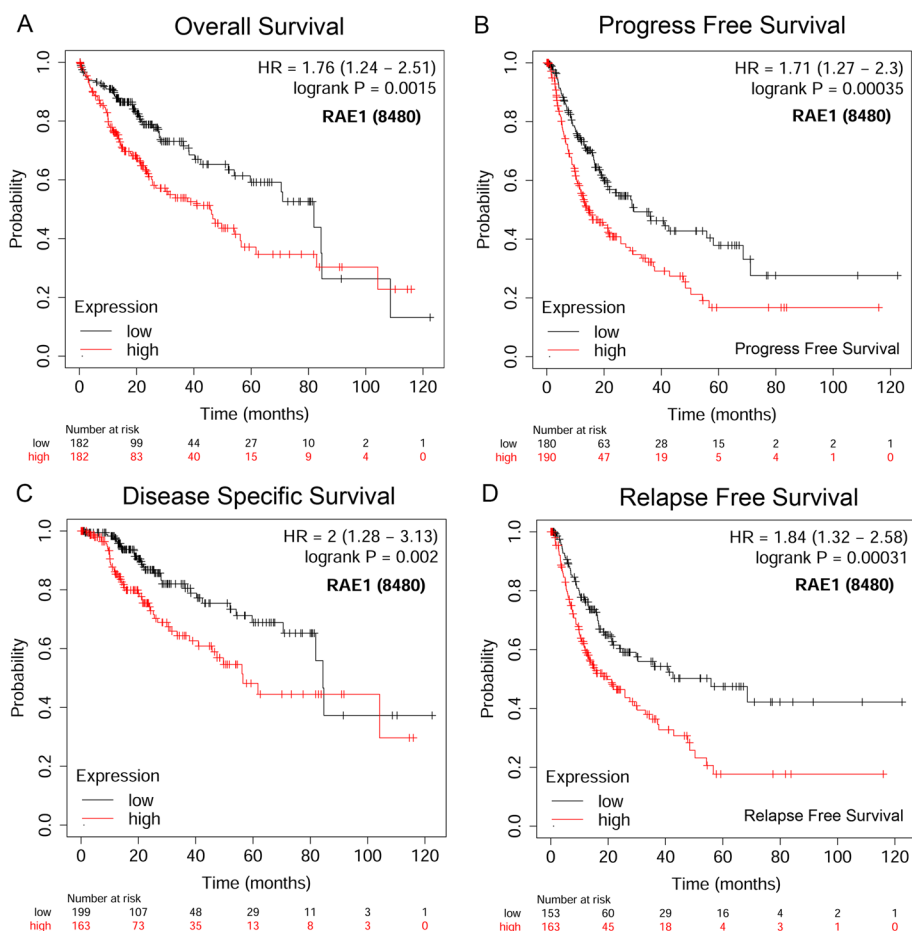 A
Overall Survival
HR = 1.76 (1.24 − 2.51)
logrank P = 0.0015
RAE1 (8480)
Probability
1.0
0.8
0.6
0.4
0.2
0.0
Expression
low
high
0 20 40 60 80 100 120
Time (months)
Number at risk
low 182 99 44 27 10 2 1
high 182 83 40 15 9 4 0
B
Progress Free Survival
HR = 1.71 (1.27 − 2.3)
logrank P = 0.00035
RAE1 (8480)
Probability
1.0
0.8
0.6
0.4
0.2
0.0
Expression
low
high
Progress Free Survival
0 20 40 60 80 100 120
Time (months)
Number at risk
low 180 63 28 15 2 2 1
high 190 47 19 5 4 1 0
C
Disease Specific Survival
HR = 2 (1.28 − 3.13)
logrank P = 0.002
RAE1 (8480)
Probability
1.0
0.8
0.6
0.4
0.2
0.0
Expression
low
high
0 20 40 60 80 100 120
Time (months)
Number at risk
low 199 107 48 29 11 3 1
high 163 73 35 13 8 3 0
D
Relapse Free Survival
HR = 1.84 (1.32 − 2.58)
logrank P = 0.00031
RAE1 (8480)
Probability
1.0
0.8
0.6
0.4
0.2
0.0
Expression
low
high
Relapse Free Survival
0 20 40 60 80 100 120
Time (months)
Number at risk
low 153 60 29 16 4 2 1
high 163 45 18 4 3 1 0